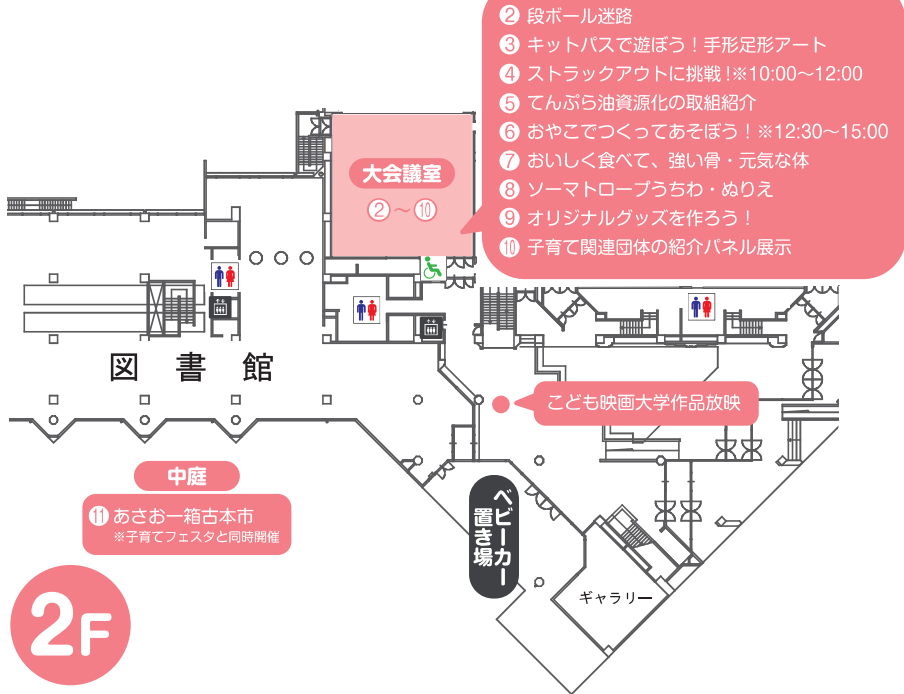 ② 段ボール迷路
③ キットパスで遊ぼう！手形足形アート
④ ストラックアウトに挑戦！※10:00〜12:00
⑤ てんぷら油資源化の取組紹介
⑥ おやこでつくってあそぼう！※12:30〜15:00
⑦ おいしく食べて、強い骨・元気な体
⑧ ソーマトロープうちわ・ぬりえ
⑨ オリジナルグッズを作ろう！
⑩ 子育て関連団体の紹介パネル展示
大会議室
②〜⑩
図書館
こども映画大学作品放映
中庭
⑪ あさお一箱古本市
※子育てフェスタと同時開催
ベビーカー
置き場
ギャラリー
2F